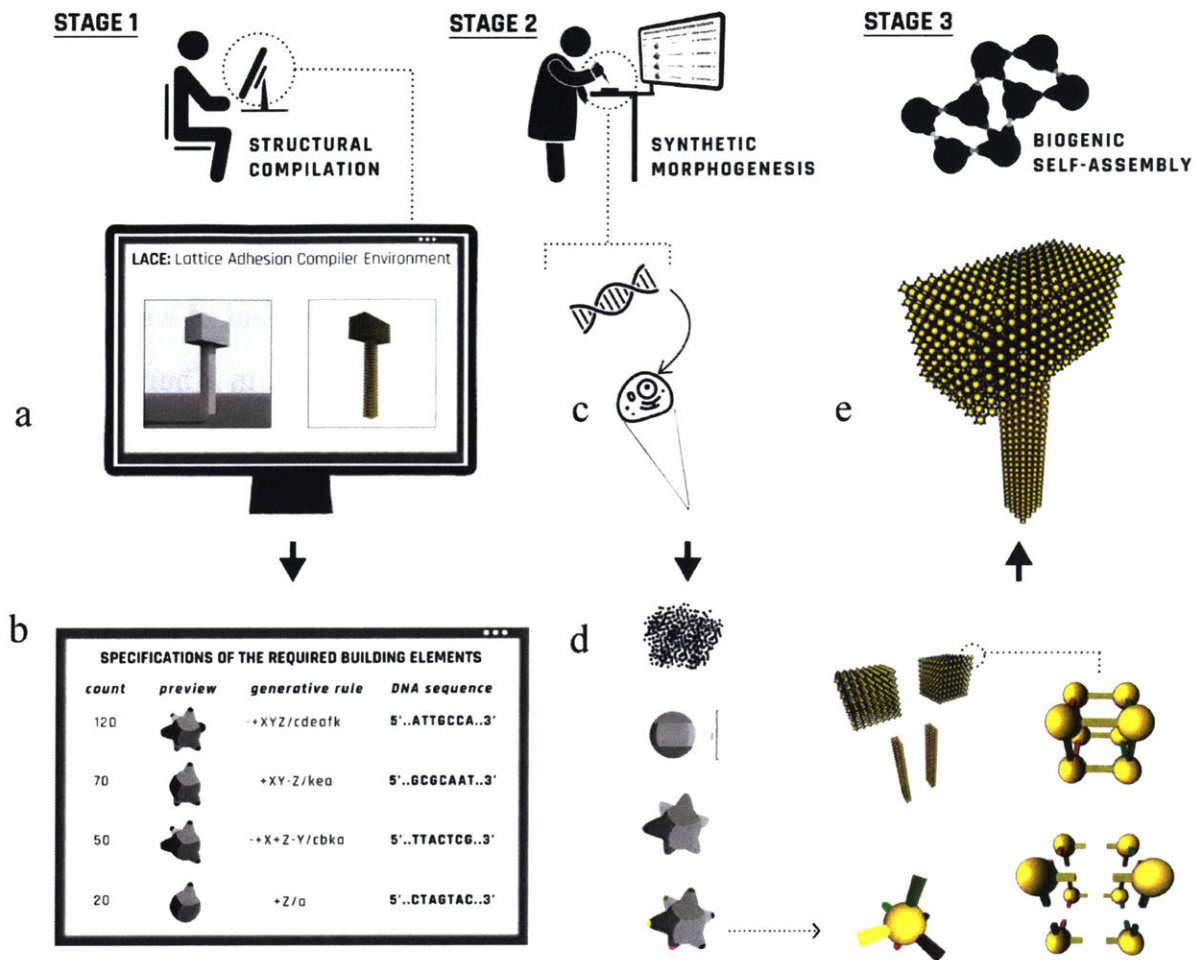 STAGE 1
STAGE 2
STAGE 3
STRUCTURAL
COMPILATION
SYNTHETIC
MORPHOGENESIS
BIOGENIC
SELF-ASSEMBLY
LACE: Lattice Adhesion Compiler Environment
a
c
e
b
SPECIFICATIONS OF THE REQUIRED BUILDING ELEMENTS
count preview generative rule DNA sequence
120 -+XYZ/cdeafk 5'..ATTGCCA..3'
70 +XY-Z/kea 5'..GCGCAAT..3'
50 -+X+Z-Y/cbka 5'..TTACTCG..3'
20 +Z/a 5'..CTAGTAC..3'
d